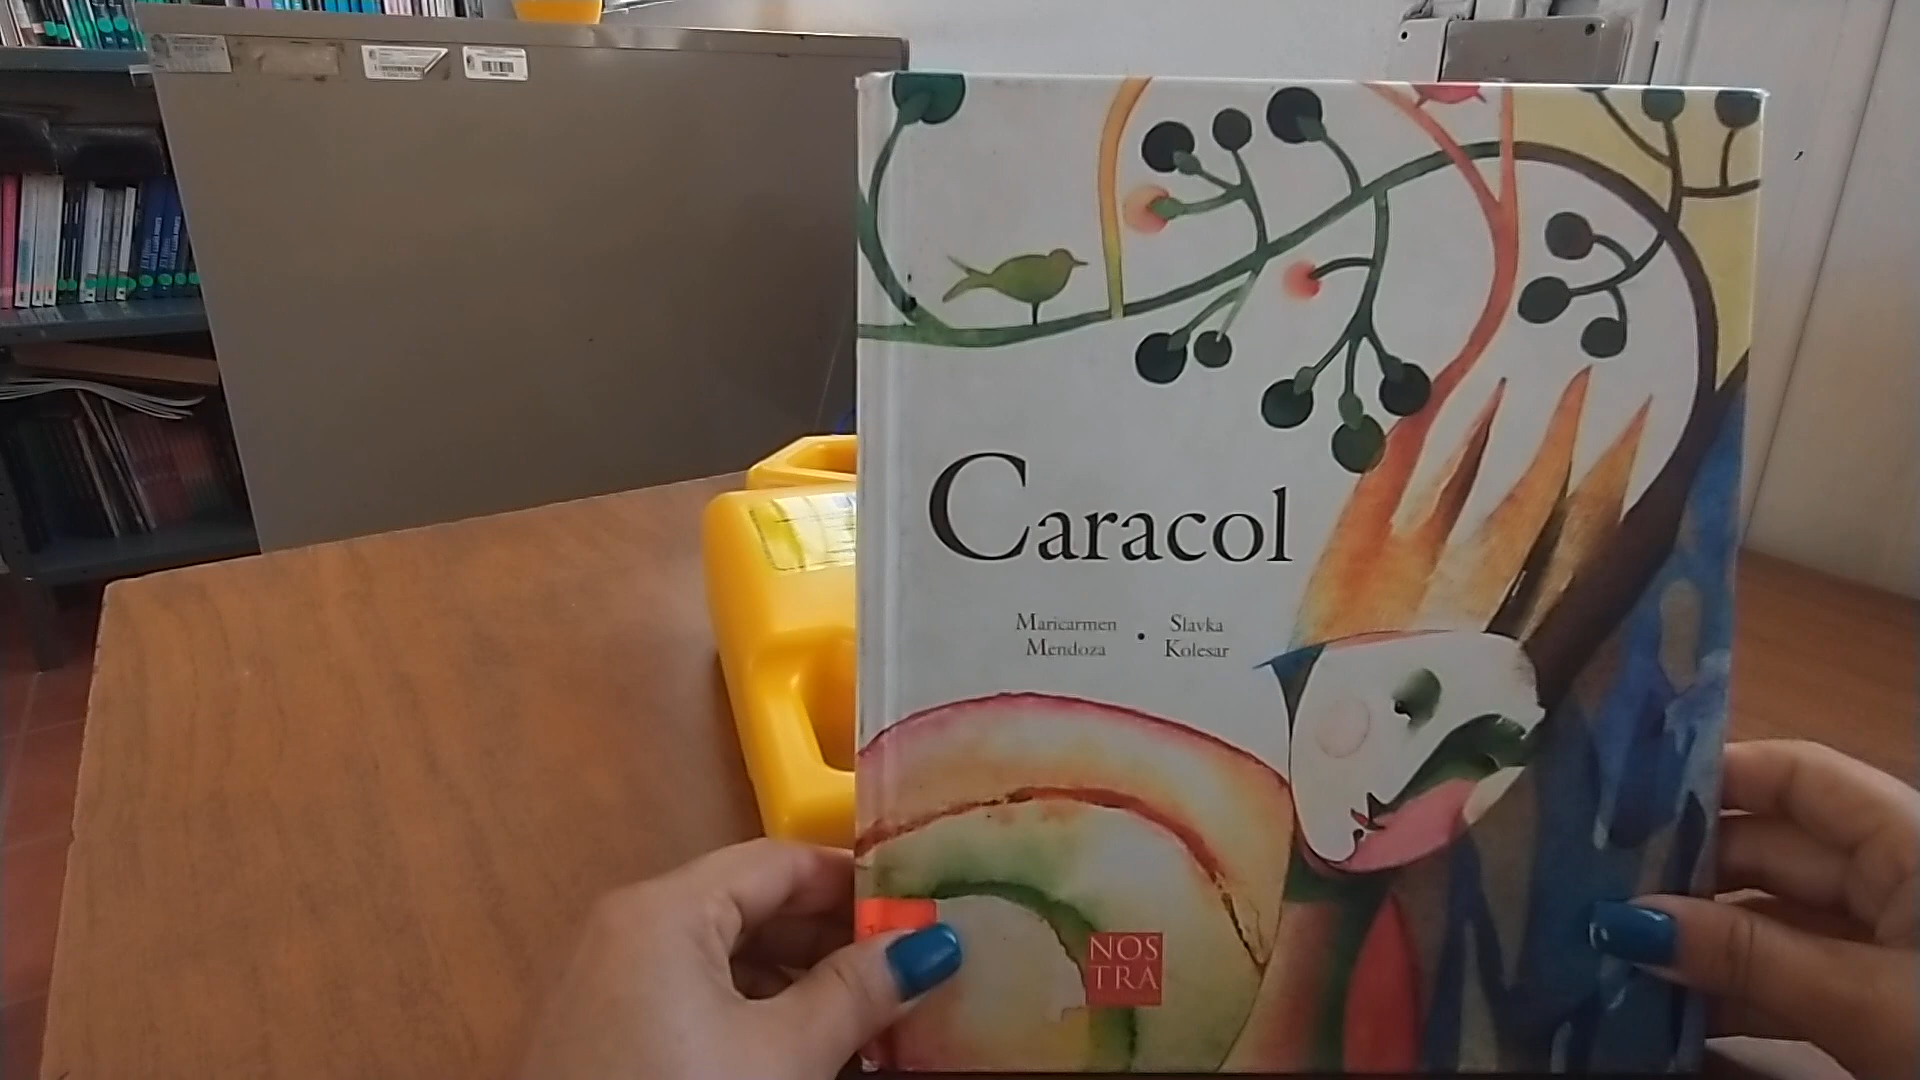 Caracol
Maricarmen
Mendoza
•
Slavka
Kolesar
NOS
TRA